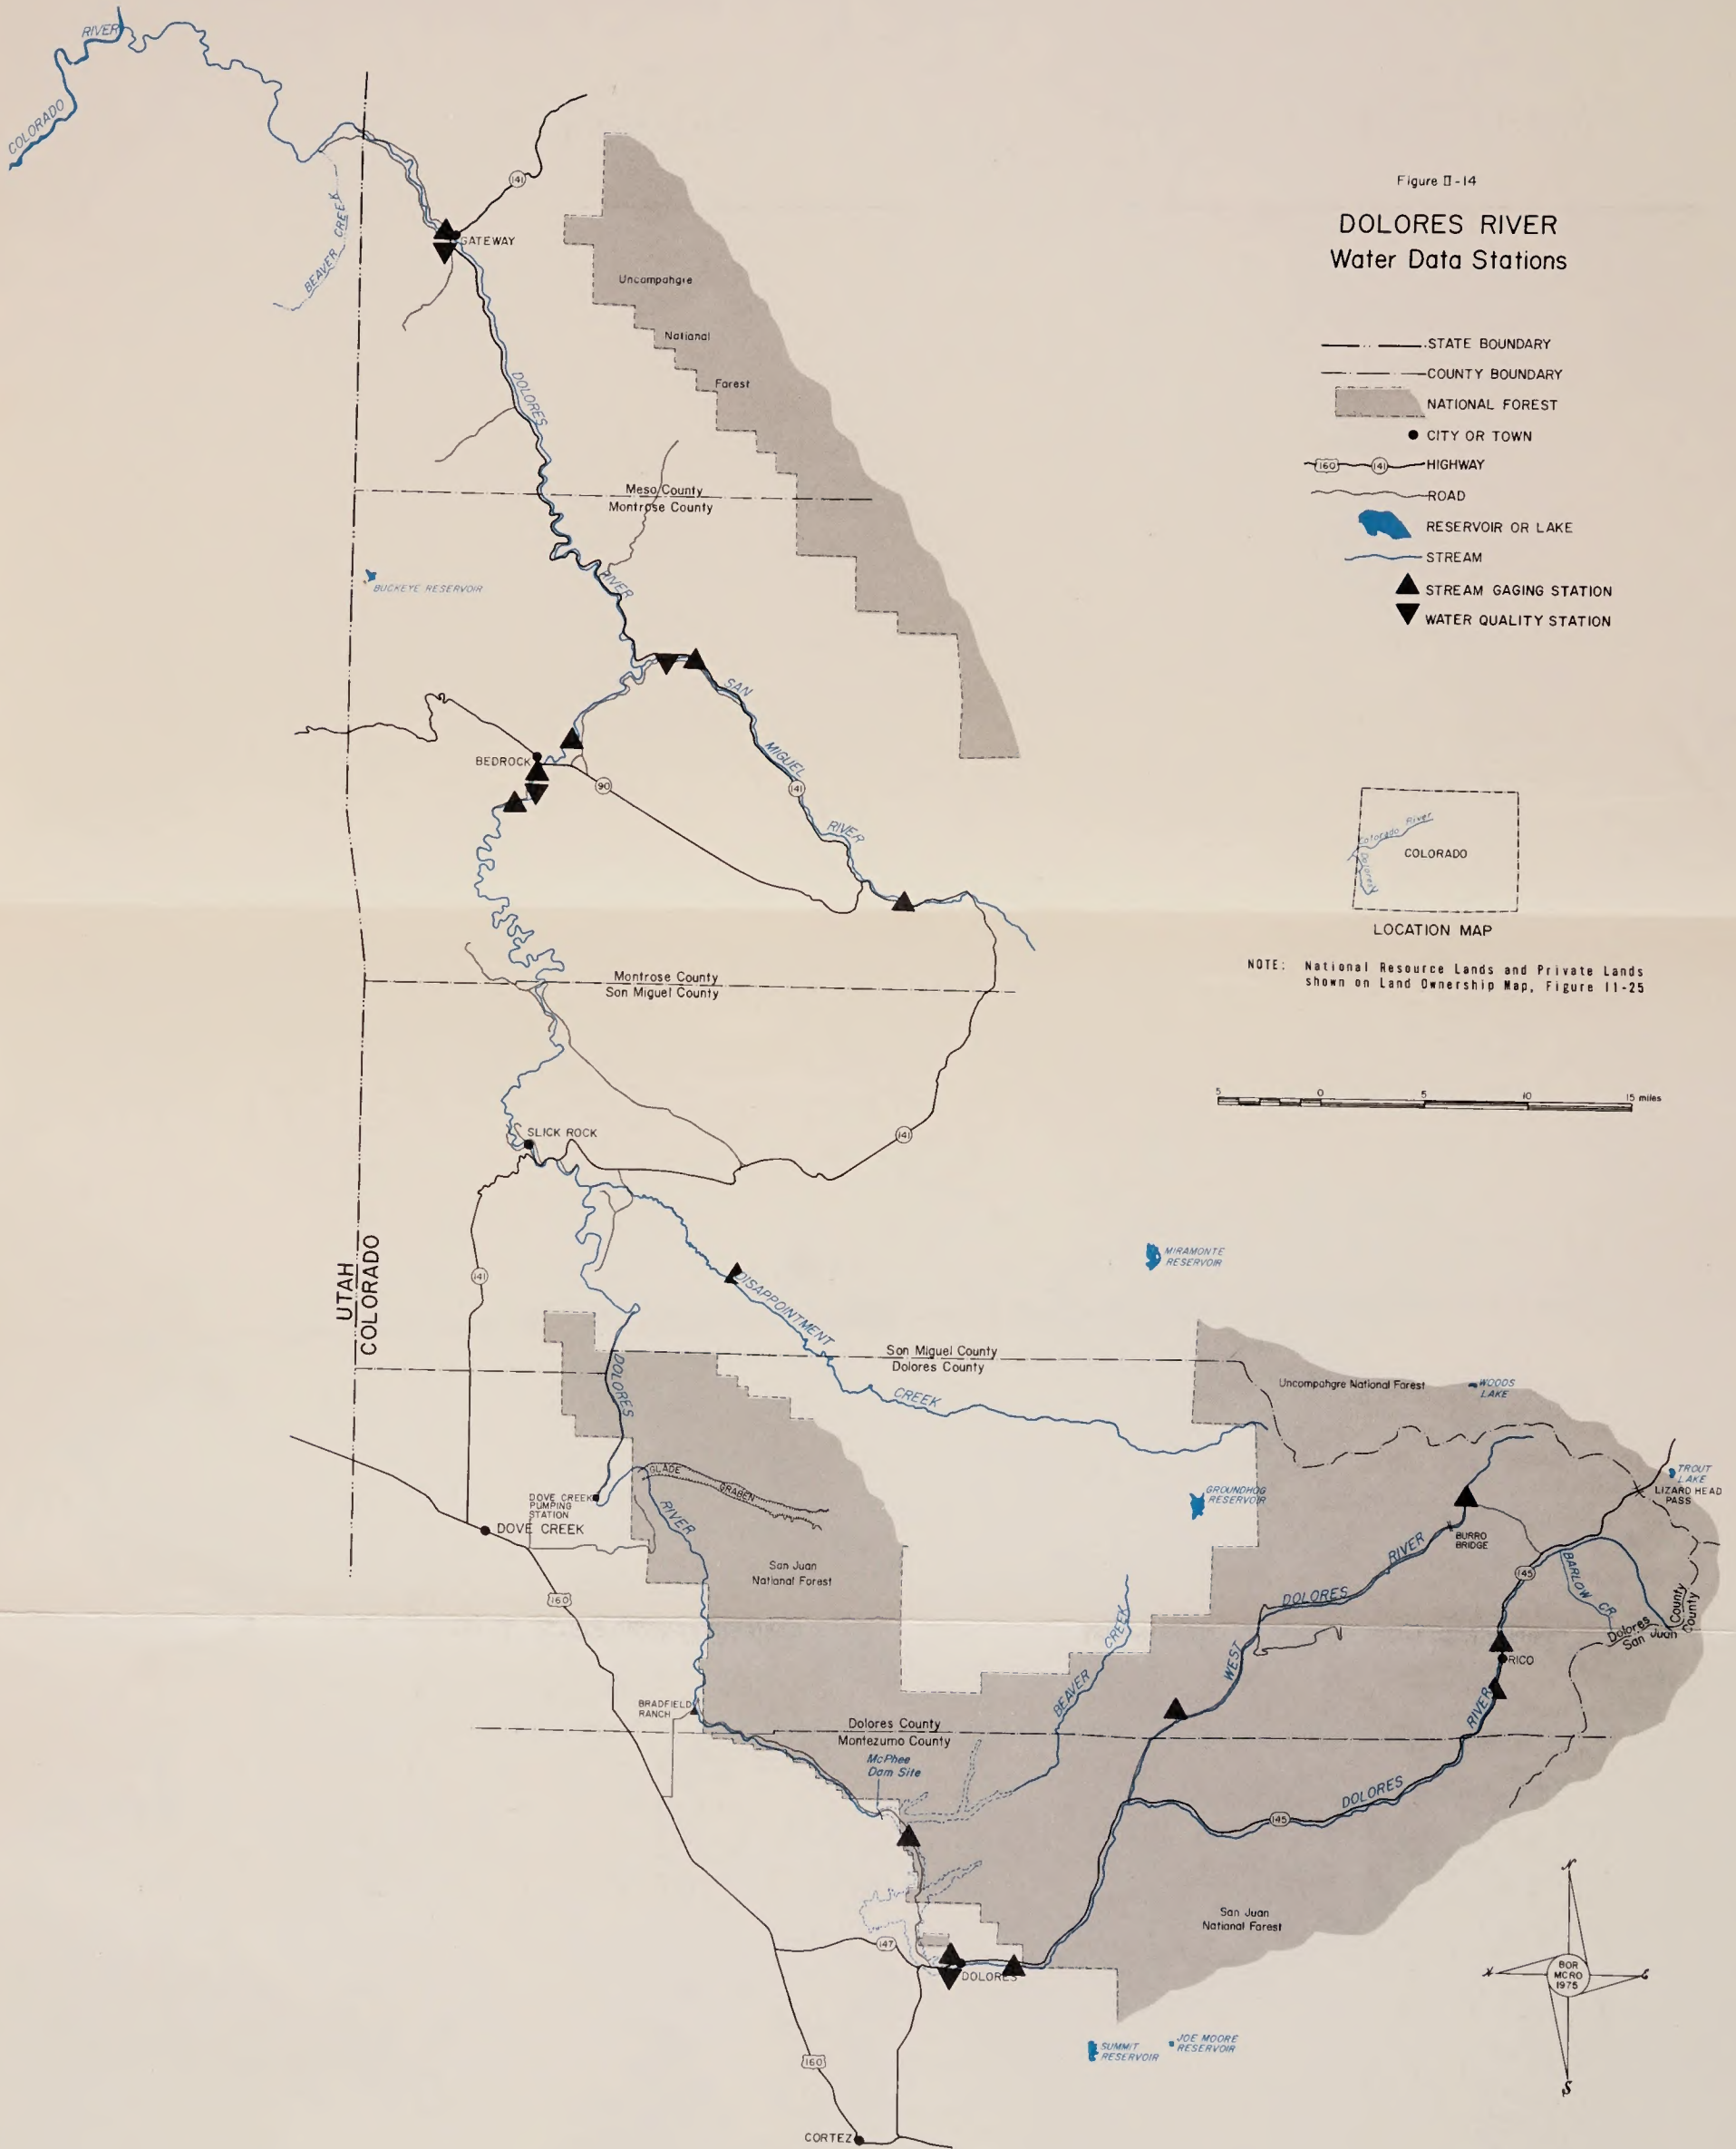 Figure II-14
DOLORES RIVER
Water Data Stations
STATE BOUNDARY
COUNTY BOUNDARY
NATIONAL FOREST
CITY OR TOWN
160 141 HIGHWAY
ROAD
RESERVOIR OR LAKE
STREAM
STREAM GAGING STATION
WATER QUALITY STATION
Colorado River
Dolores R
COLORADO
LOCATION MAP
NOTE: National Resource Lands and Private Lands
shown on Land Ownership Map, Figure II-25
5 0 5 10 15 miles
COLORADO
RIVER
BEAVER CREEK
141
GATEWAY
Uncompahgre
National
Forest
DOLORES
RIVER
Mesa County
Montrose County
BUCKEYE RESERVOIR
SAN
MIGUEL
RIVER
141
BEDROCK
90
Montrose County
San Miguel County
SLICK ROCK
141
141
UTAH
COLORADO
MIRAMONTE
RESERVOIR
DISAPPOINTMENT
CREEK
San Miguel County
Dolores County
Uncompahgre National Forest
WOODS
LAKE
TROUT
LAKE
LIZARD HEAD
PASS
DOLORES
RIVER
GLADE
GRABEN
DOVE CREEK
PUMPING
STATION
DOVE CREEK
GROUNDHOG
RESERVOIR
BURRO
BRIDGE
San Juan
National Forest
160
WEST
DOLORES
RIVER
145
BARLOW CR
Dolores County
San Juan County
RICO
BEAVER
CREEK
BRADFIELD
RANCH
Dolores County
Montezuma County
McPhee
Dam Site
DOLORES
RIVER
145
San Juan
National Forest
147
DOLORES
SUMMIT
RESERVOIR
JOE MOORE
RESERVOIR
160
CORTEZ
N
BOR
MCRO
1975
S